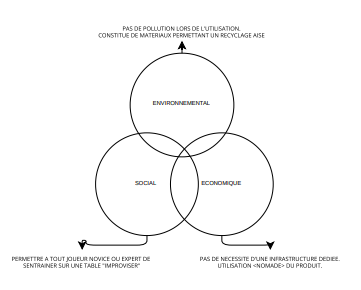 PAS DE POLLUTION LORS DE L'UTILISATION.
CONSTITUE DE MATERIAUX PERMETTANT UN RECYCLAGE AISE
ENVIRONNEMENTAL
SOCIAL
ECONOMIQUE
PERMETTRE A TOUT JOUEUR NOVICE OU EXPERT DE
SENTRAINER SUR UNE TABLE "IMPROVISER"
PAS DE NECESSITE D'UNE INFRASTRUCTURE DEDIEE.
UTILISATION <NOMADE> DU PRODUIT.